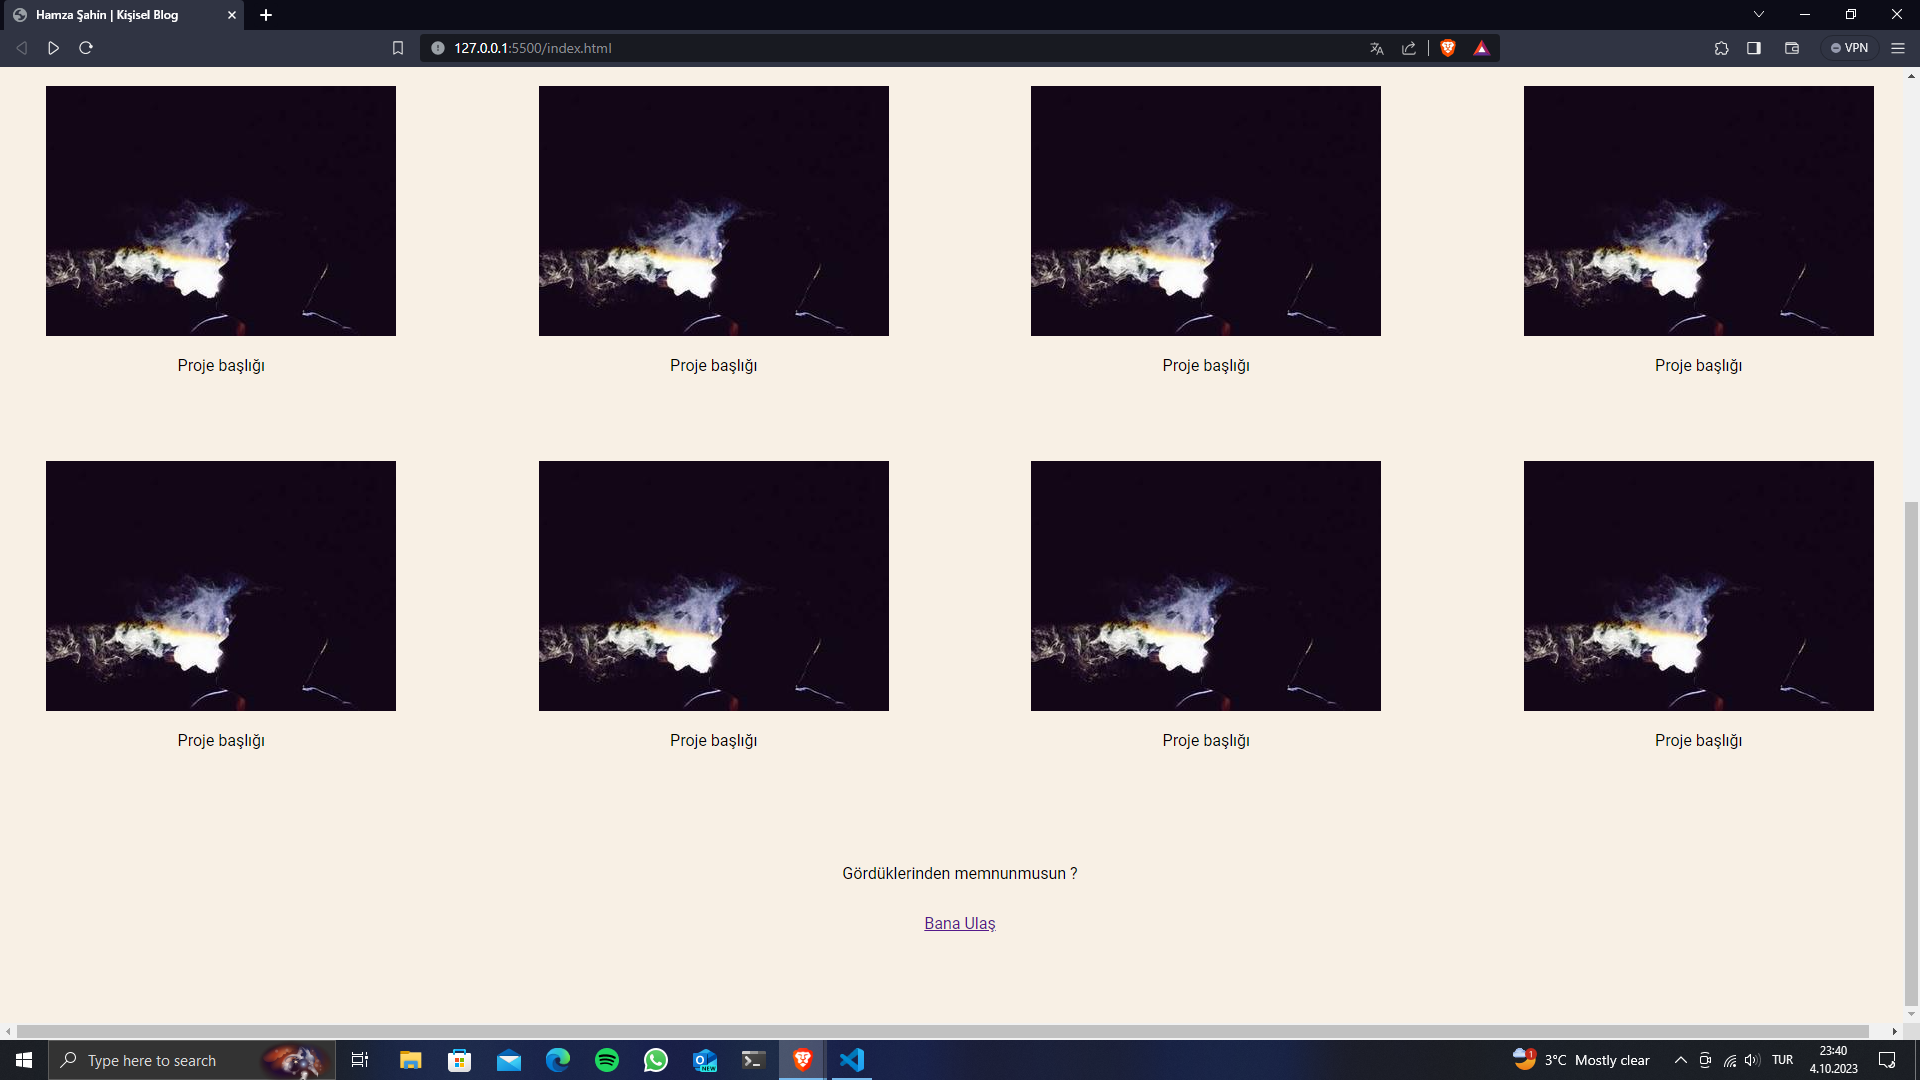 Hamza Şahin | Kişisel Blog
127.0.0.1:5500/index.html
VPN
Proje başlığı Proje başlığı Proje başlığı Proje başlığı
Proje başlığı Proje başlığı Proje başlığı Proje başlığı
Gördüklerinden memnunmusun ?
Bana Ulaş
Type here to search
NEW
1
3°C Mostly clear
TUR
23:40
4.10.2023